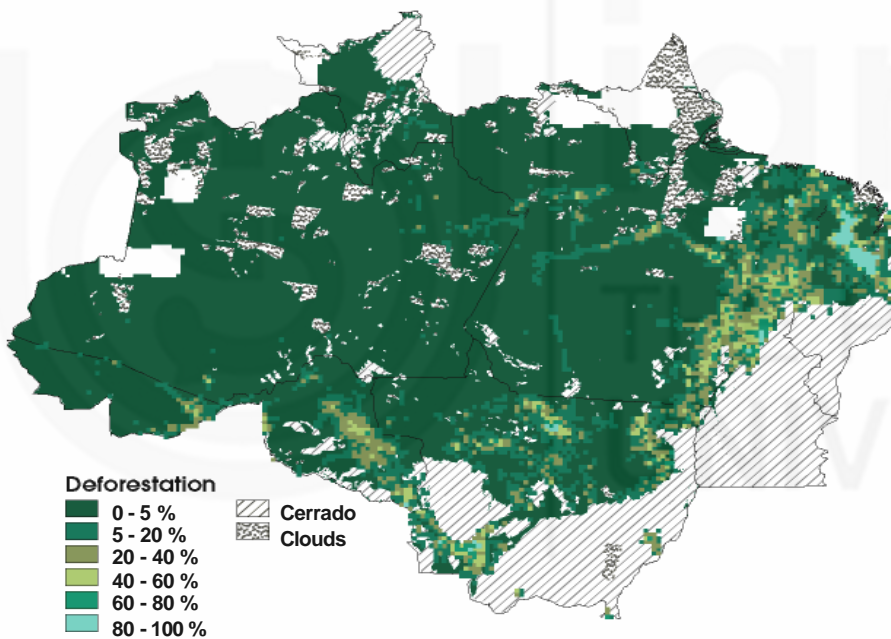 Deforestation
0 - 5 %
5 - 20 %
20 - 40 %
40 - 60 %
60 - 80 %
80 - 100 %
Cerrado
Clouds